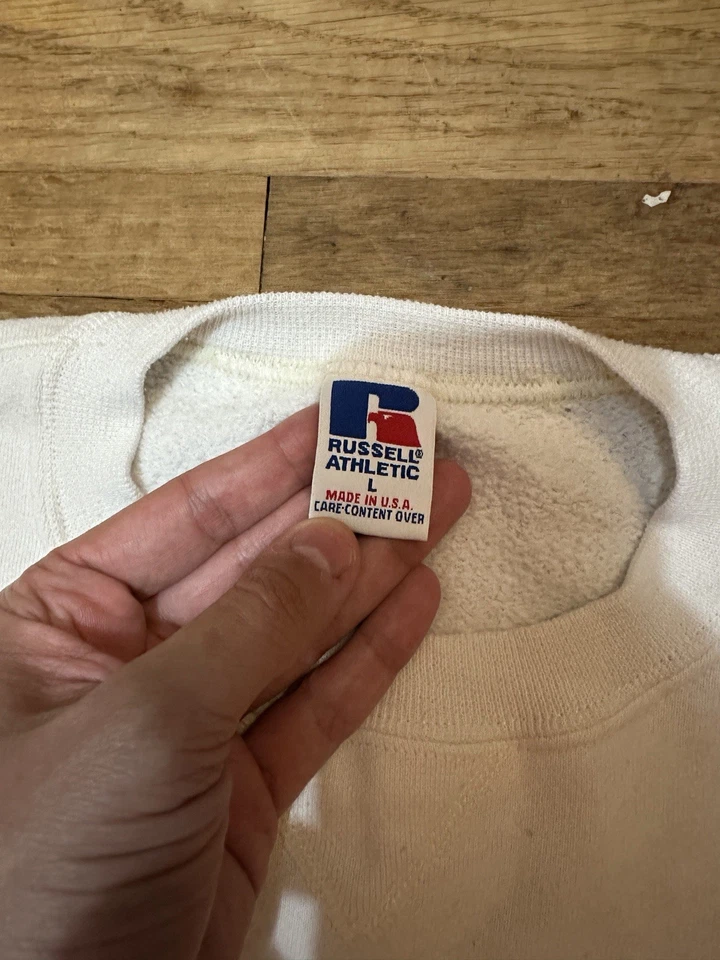 RUSSELL®
ATHLETIC
L
MADE IN U.S.A.
CARE·CONTENT OVER